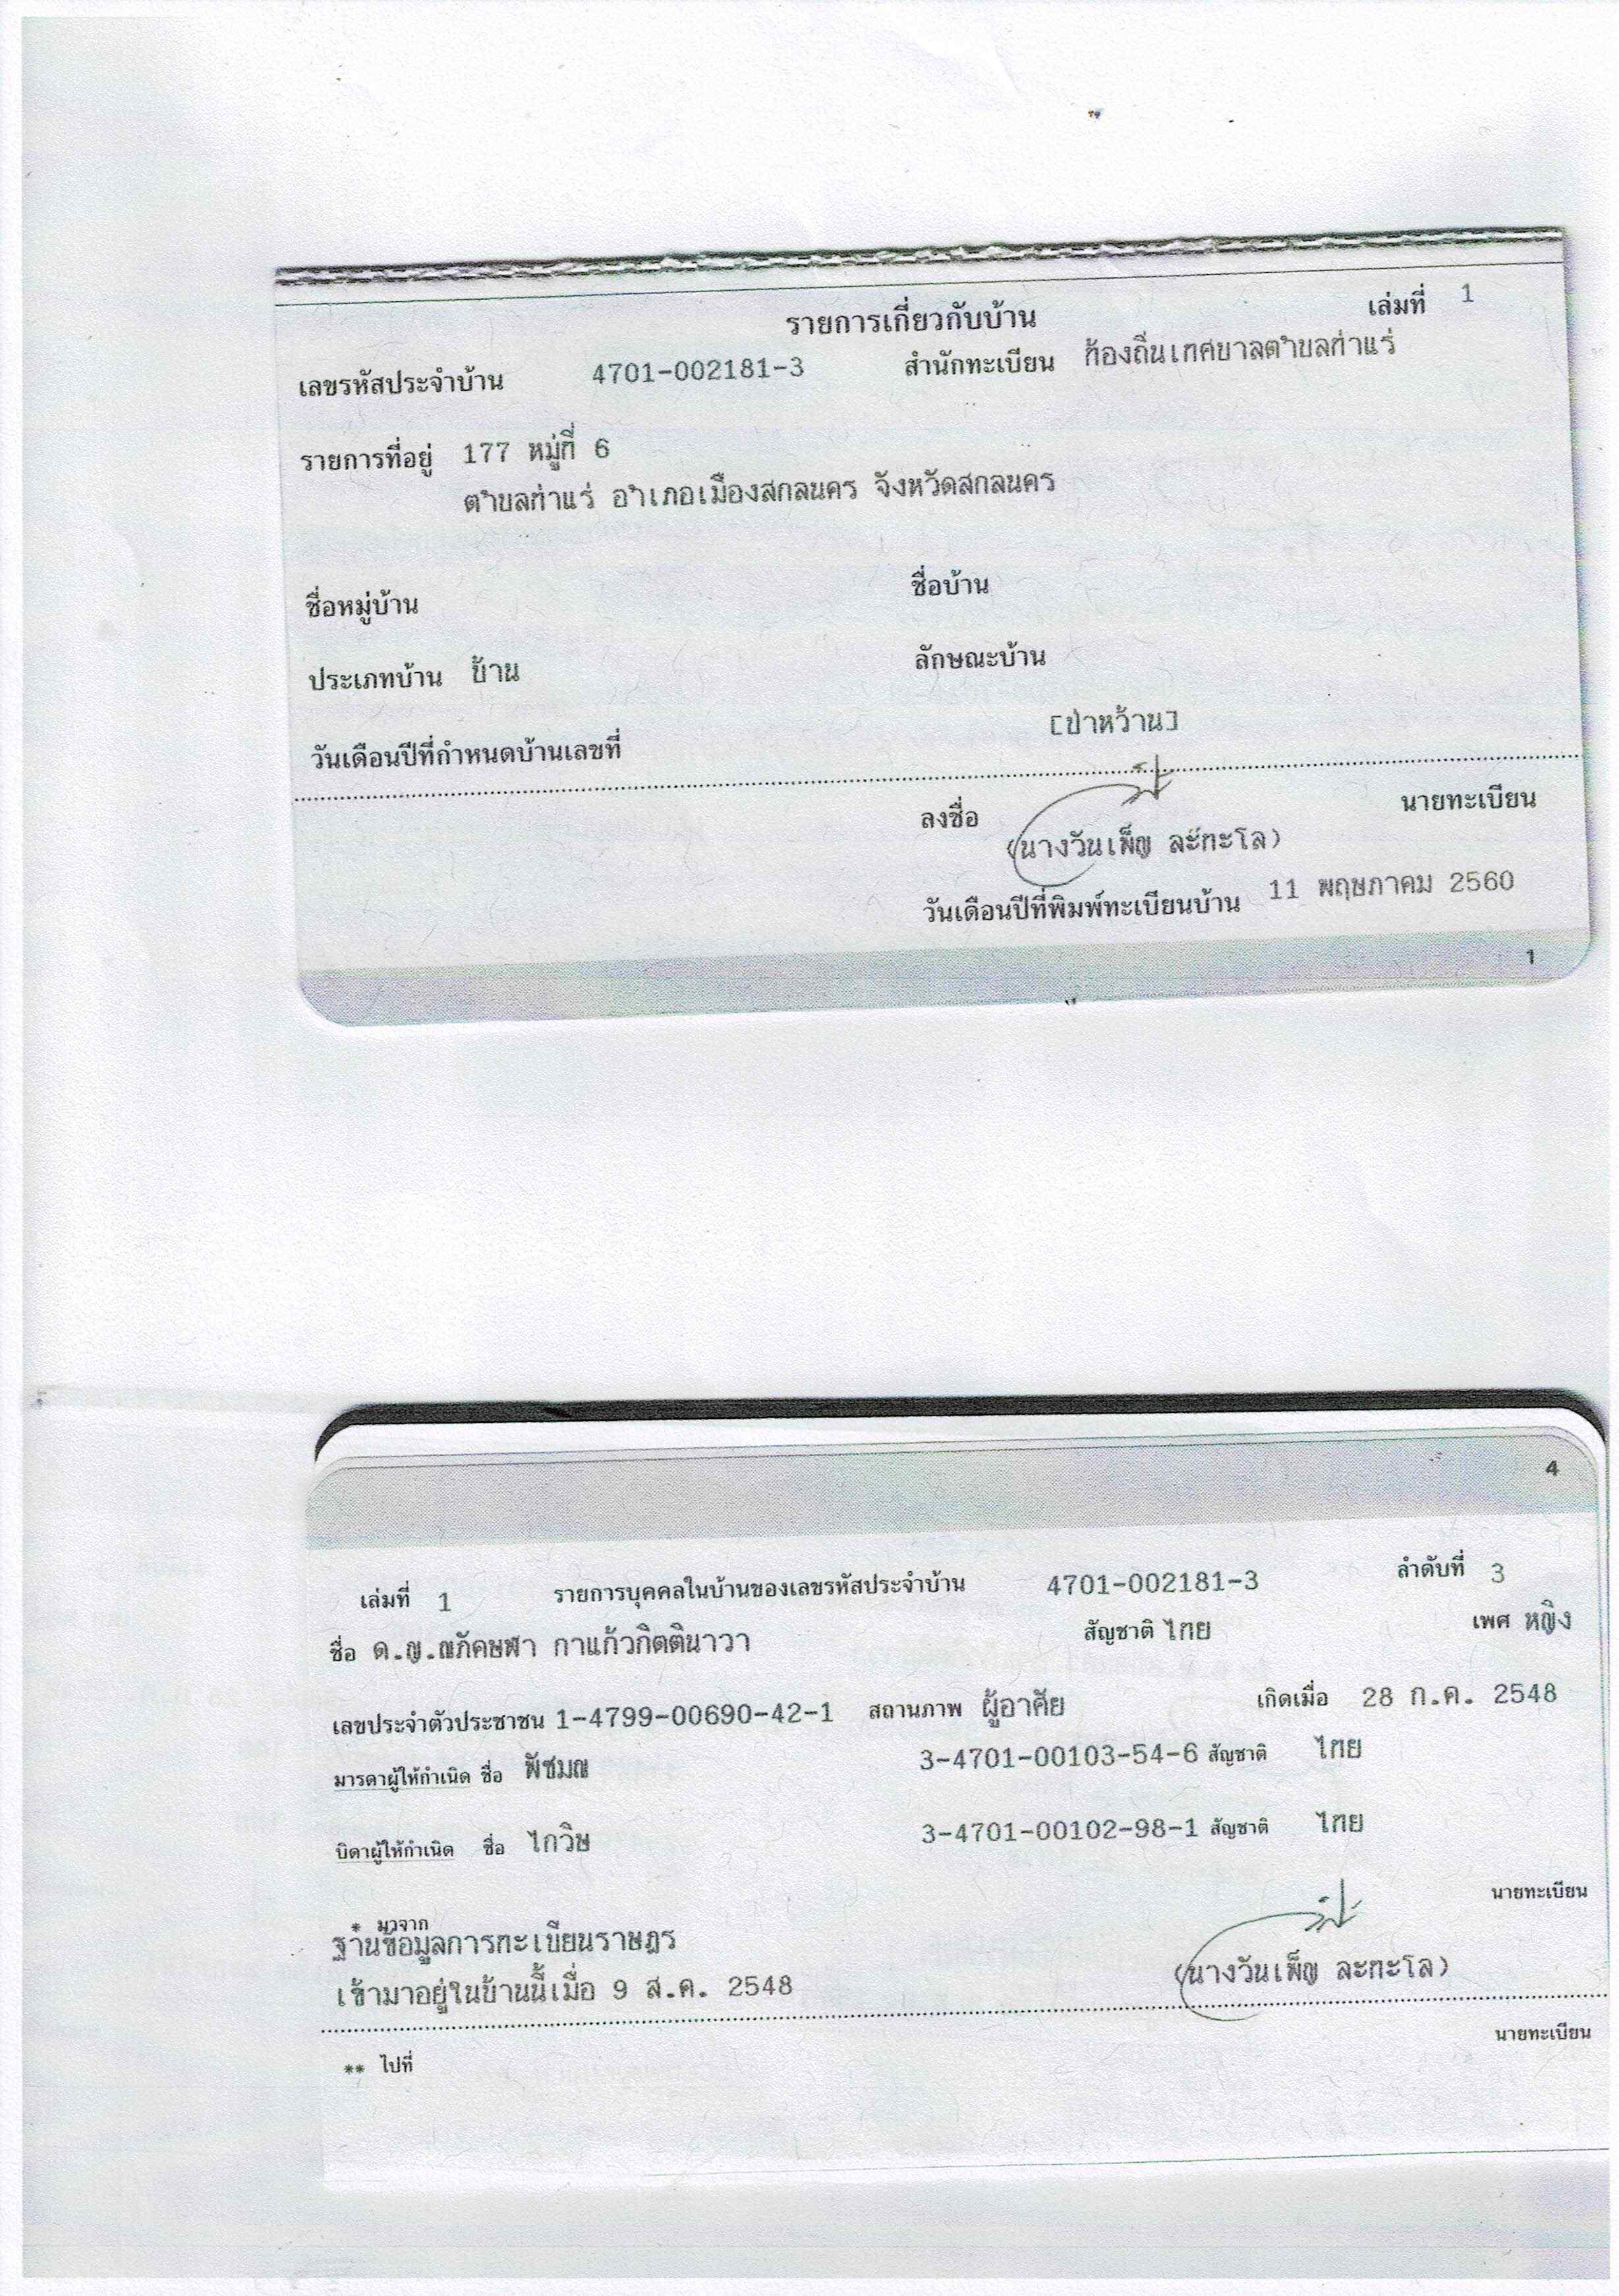 รายการเกี่ยวกับบ้าน เล่มที่ 1
เลขรหัสประจำบ้าน 4701-002181-3 สำนักทะเบียน ท้องถิ่นเทศบาลตำบลท่าแร่
รายการที่อยู่ 177 หมู่ที่ 6
ตำบลท่าแร่ อำเภอเมืองสกลนคร จังหวัดสกลนคร
ชื่อหมู่บ้าน ชื่อบ้าน
ประเภทบ้าน บ้าน ลักษณะบ้าน
วันเดือนปีที่กำหนดบ้านเลขที่ [ป่าหว้าน]
ลงชื่อ นายทะเบียน
(นางวันเพ็ญ ละทะโล)
วันเดือนปีที่พิมพ์ทะเบียนบ้าน 11 พฤษภาคม 2560
1
4
เล่มที่ 1 รายการบุคคลในบ้านของเลขรหัสประจำบ้าน 4701-002181-3 ลำดับที่ 3
ชื่อ ด.ญ.ณภัคษฬา กาแก้วกิตตินาวา สัญชาติ ไทย เพศ หญิง
เลขประจำตัวประชาชน 1-4799-00690-42-1 สถานภาพ ผู้อาศัย เกิดเมื่อ 28 ก.ค. 2548
มารดาผู้ให้กำเนิด ชื่อ พัชมณ 3-4701-00103-54-6 สัญชาติ ไทย
บิดาผู้ให้กำเนิด ชื่อ ไกวิษ 3-4701-00102-98-1 สัญชาติ ไทย
นายทะเบียน
* มาจาก
ฐานข้อมูลการทะเบียนราษฎร
(นางวันเพ็ญ ละทะโล)
เข้ามาอยู่ในบ้านนี้เมื่อ 9 ส.ค. 2548
นายทะเบียน
** ไปที่